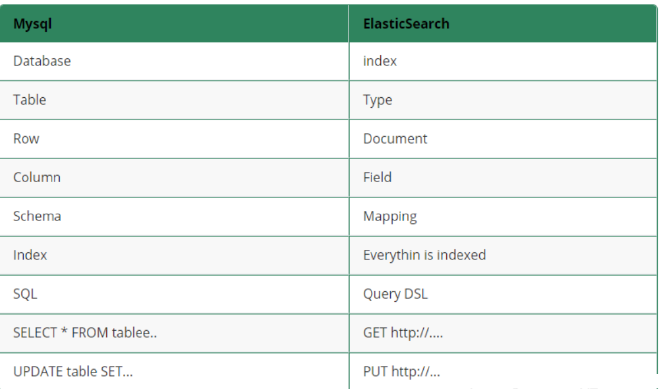 Mysql ElasticSearch
Database index
Table Type
Row Document
Column Field
Schema Mapping
Index Everythin is indexed
SQL Query DSL
SELECT * FROM tablee.. GET http://....
UPDATE table SET... PUT http://...